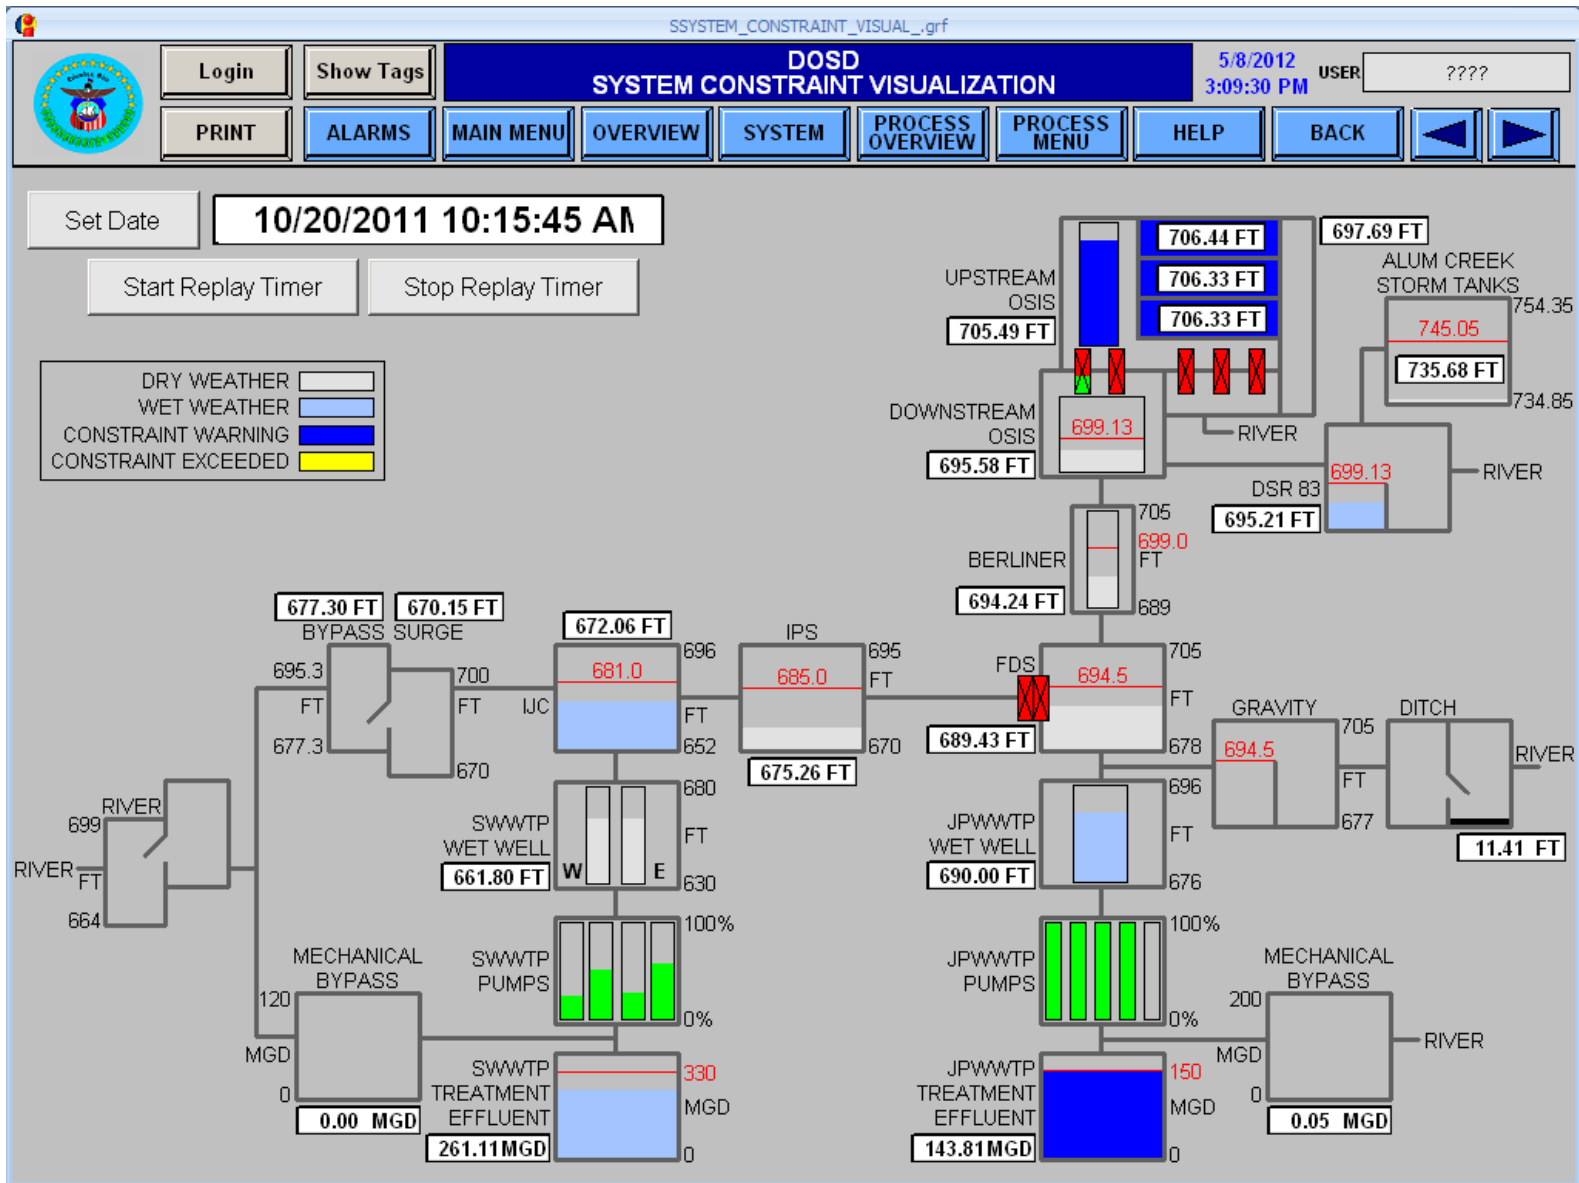 SSYSTEM_CONSTRAINT_VISUAL_.grf
Login
Show Tags
DOSD
SYSTEM CONSTRAINT VISUALIZATION
5/8/2012
3:09:30 PM
USER
????
PRINT
ALARMS
MAIN MENU
OVERVIEW
SYSTEM
PROCESS
OVERVIEW
PROCESS
MENU
HELP
BACK
Set Date
10/20/2011 10:15:45 AM
Start Replay Timer
Stop Replay Timer
DRY WEATHER
WET WEATHER
CONSTRAINT WARNING
CONSTRAINT EXCEEDED
UPSTREAM
OSIS
705.49 FT
706.44 FT
706.33 FT
706.33 FT
697.69 FT
ALUM CREEK
STORM TANKS
754.35
745.05
735.68 FT
734.85
DOWNSTREAM
OSIS
695.58 FT
699.13
RIVER
DSR 83
695.21 FT
699.13
RIVER
BERLINER
694.24 FT
705
699.0
FT
689
677.30 FT
670.15 FT
BYPASS SURGE
695.3
FT
677.3
700
FT
670
672.06 FT
IJC
681.0
696
FT
652
IPS
685.0
695
FT
670
675.26 FT
FDS
689.43 FT
694.5
705
FT
678
GRAVITY
694.5
705
FT
677
DITCH
RIVER
11.41 FT
RIVER
699
RIVER
FT
664
SWWTP
WET WELL
661.80 FT
W
E
680
FT
630
JPWWTP
WET WELL
690.00 FT
696
FT
676
SWWTP
PUMPS
100%
0%
JPWWTP
PUMPS
100%
0%
MECHANICAL
BYPASS
120
MGD
0
0.00 MGD
SWWTP
TREATMENT
EFFLUENT
261.11MGD
330
MGD
0
JPWWTP
TREATMENT
EFFLUENT
143.81MGD
150
MGD
0
MECHANICAL
BYPASS
200
MGD
0
0.05 MGD
RIVER